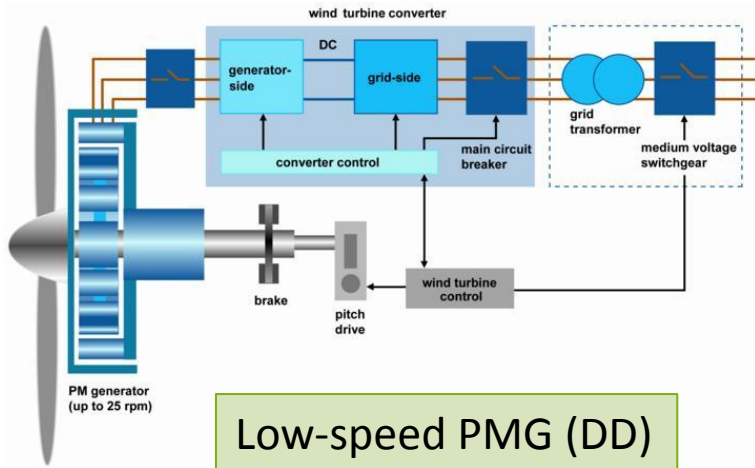 wind turbine converter
DC
generator-
side
grid-side
grid
transformer
main circuit
breaker
medium voltage
switchgear
converter control
wind turbine
control
brake
pitch
drive
PM generator
(up to 25 rpm)
Low-speed PMG (DD)